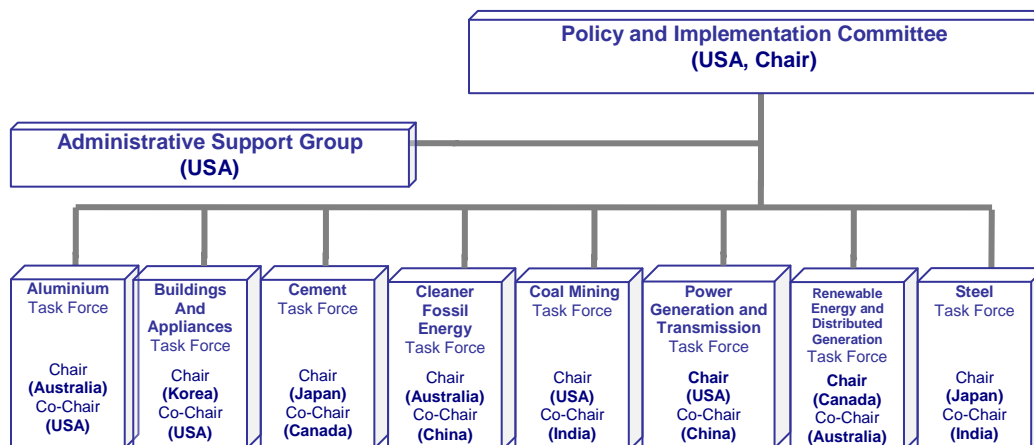 Policy and Implementation Committee
(USA, Chair)
Administrative Support Group
(USA)
Aluminium
Task Force
Chair
(Australia)
Co-Chair
(USA)
Buildings
And
Appliances
Task Force
Chair
(Korea)
Co-Chair
(USA)
Cement
Task Force
Chair
(Japan)
Co-Chair
(Canada)
Cleaner
Fossil
Energy
Task Force
Chair
(Australia)
Co-Chair
(China)
Coal Mining
Task Force
Chair
(USA)
Co-Chair
(India)
Power
Generation and
Transmission
Task Force
Chair
(USA)
Co-Chair
(China)
Renewable
Energy and
Distributed
Generation
Task Force
Chair
(Canada)
Co-Chair
(Australia)
Steel
Task Force
Chair
(Japan)
Co-Chair
(India)